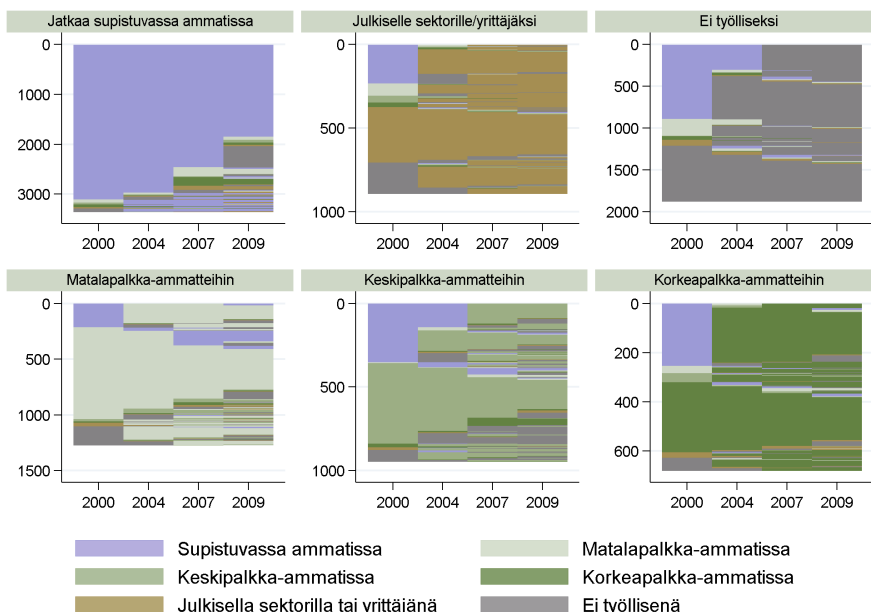 Jatkaa supistuvassa ammatissa
Julkiselle sektorille/yrittäjäksi
Ei työlliseksi
0
1000
2000
3000
2000 2004 2007 2009
0
500
1000
2000 2004 2007 2009
0
500
1000
1500
2000
2000 2004 2007 2009
Matalapalkka-ammatteihin
Keskipalkka-ammatteihin
Korkeapalkka-ammatteihin
0
500
1000
1500
2000 2004 2007 2009
0
500
1000
2000 2004 2007 2009
0
200
400
600
2000 2004 2007 2009
Supistuvassa ammatissa
Matalapalkka-ammatissa
Keskipalkka-ammatissa
Korkeapalkka-ammatissa
Julkisella sektorilla tai yrittäjänä
Ei työllisenä